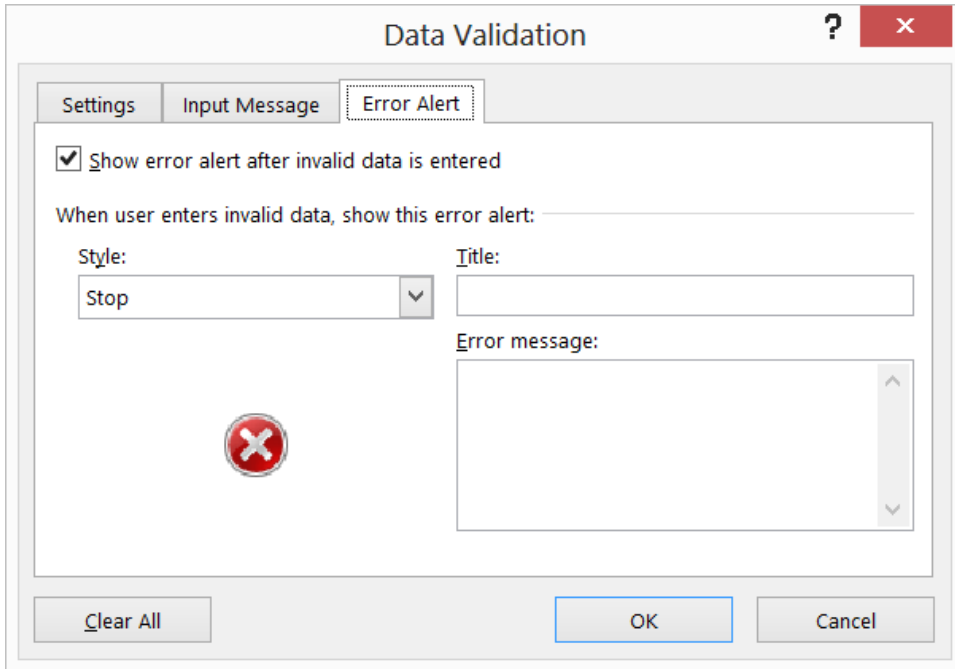 Data Validation ?
Settings Input Message Error Alert
Show error alert after invalid data is entered
When user enters invalid data, show this error alert:
Style: Title:
Stop
Error message:
Clear All OK Cancel